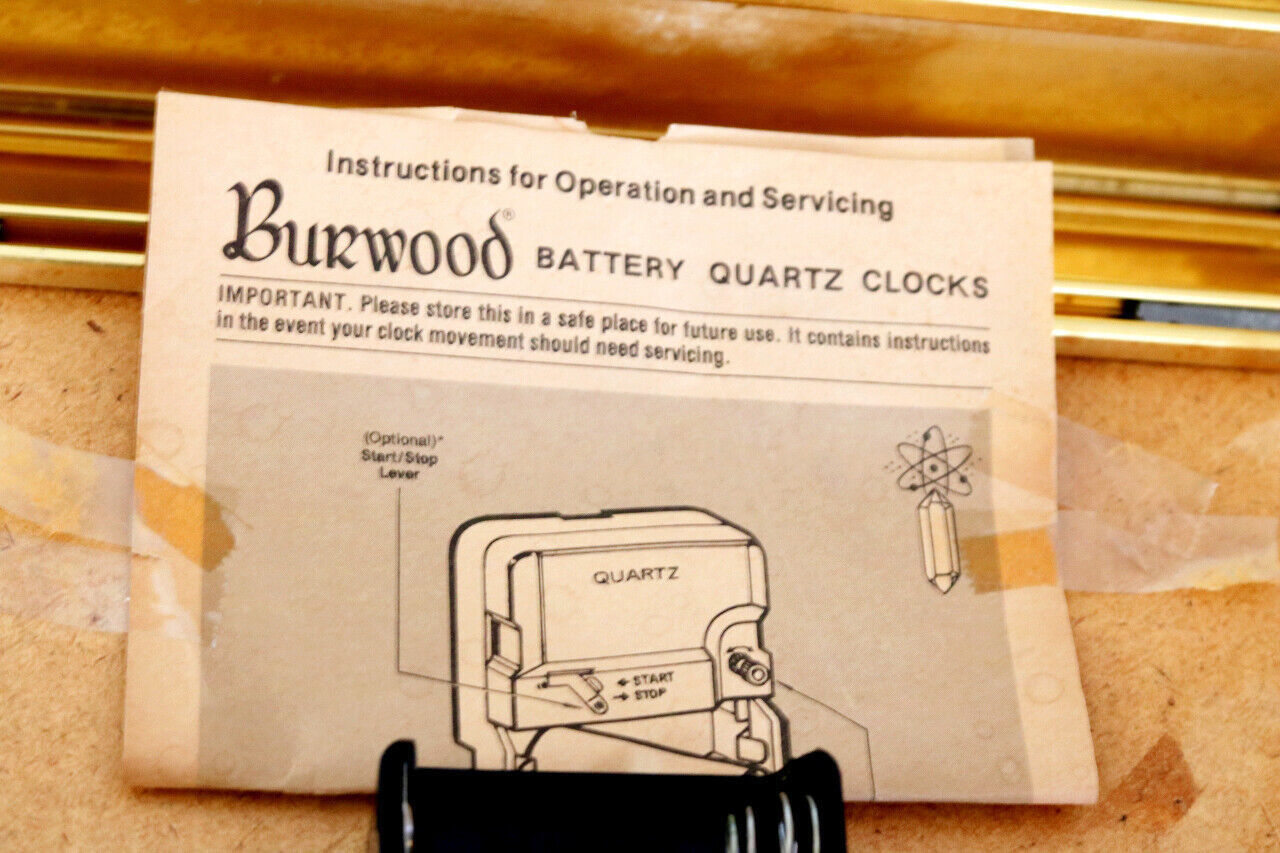 Instructions for Operation and Servicing
Burwood® BATTERY QUARTZ CLOCKS
IMPORTANT. Please store this in a safe place for future use. It contains instructions
in the event your clock movement should need servicing.
(Optional)*
Start/Stop
Lever
QUARTZ
←START
→STOP